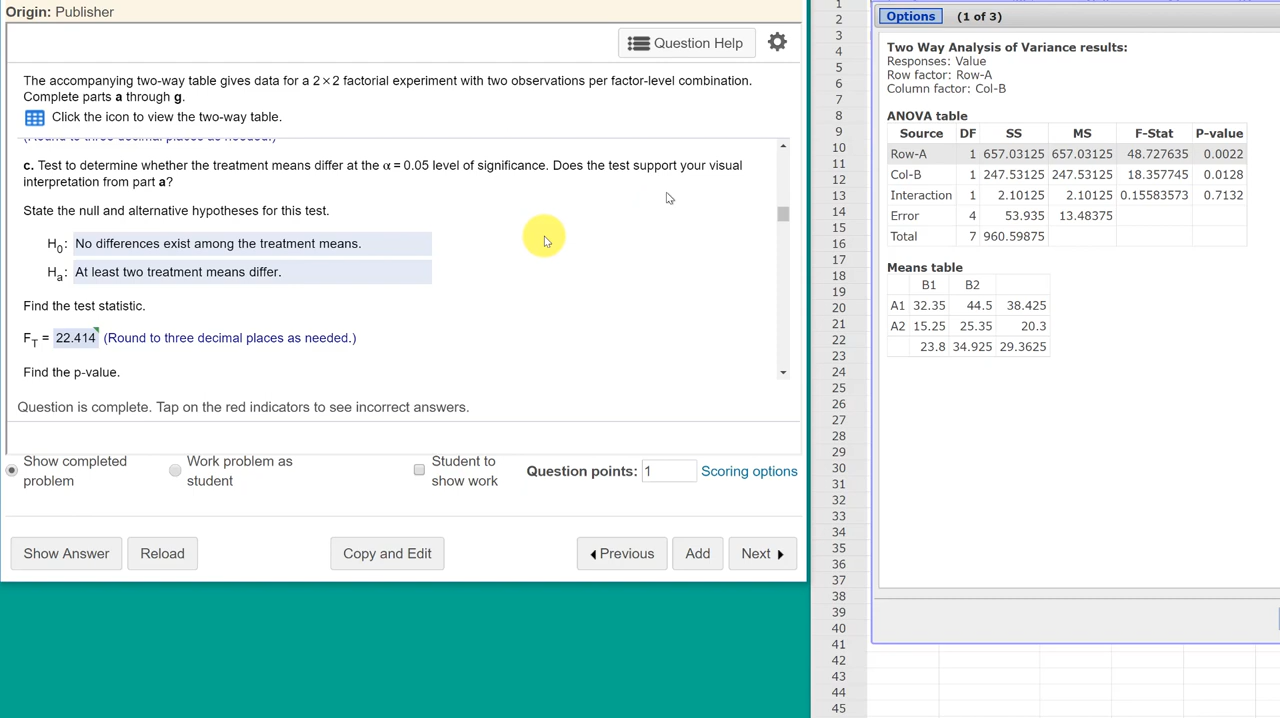 Origin: Publisher
Question Help
The accompanying two-way table gives data for a 2×2 factorial experiment with two observations per factor-level combination.
Complete parts a through g.
Click the icon to view the two-way table.
(Round to three decimal places as needed.)
c. Test to determine whether the treatment means differ at the α = 0.05 level of significance. Does the test support your visual
interpretation from part a?
State the null and alternative hypotheses for this test.
H0: No differences exist among the treatment means.
Ha: At least two treatment means differ.
Find the test statistic.
FT = 22.414 (Round to three decimal places as needed.)
Find the p-value.
Question is complete. Tap on the red indicators to see incorrect answers.
Show completed problem
Work problem as student
Student to show work
Question points: 1 Scoring options
Show Answer Reload Copy and Edit Previous Add Next
1
2
3
4
5
6
7
8
9
10
11
12
13
14
15
16
17
18
19
20
21
22
23
24
25
26
27
28
29
30
31
32
33
34
35
36
37
38
39
40
41
42
43
44
45
Options (1 of 3)
Two Way Analysis of Variance results:
Responses: Value
Row factor: Row-A
Column factor: Col-B
ANOVA table
Source DF SS MS F-Stat P-value
Row-A 1 657.03125 657.03125 48.727635 0.0022
Col-B 1 247.53125 247.53125 18.357745 0.0128
Interaction 1 2.10125 2.10125 0.15583573 0.7132
Error 4 53.935 13.48375
Total 7 960.59875
Means table
B1 B2
A1 32.35 44.5 38.425
A2 15.25 25.35 20.3
23.8 34.925 29.3625